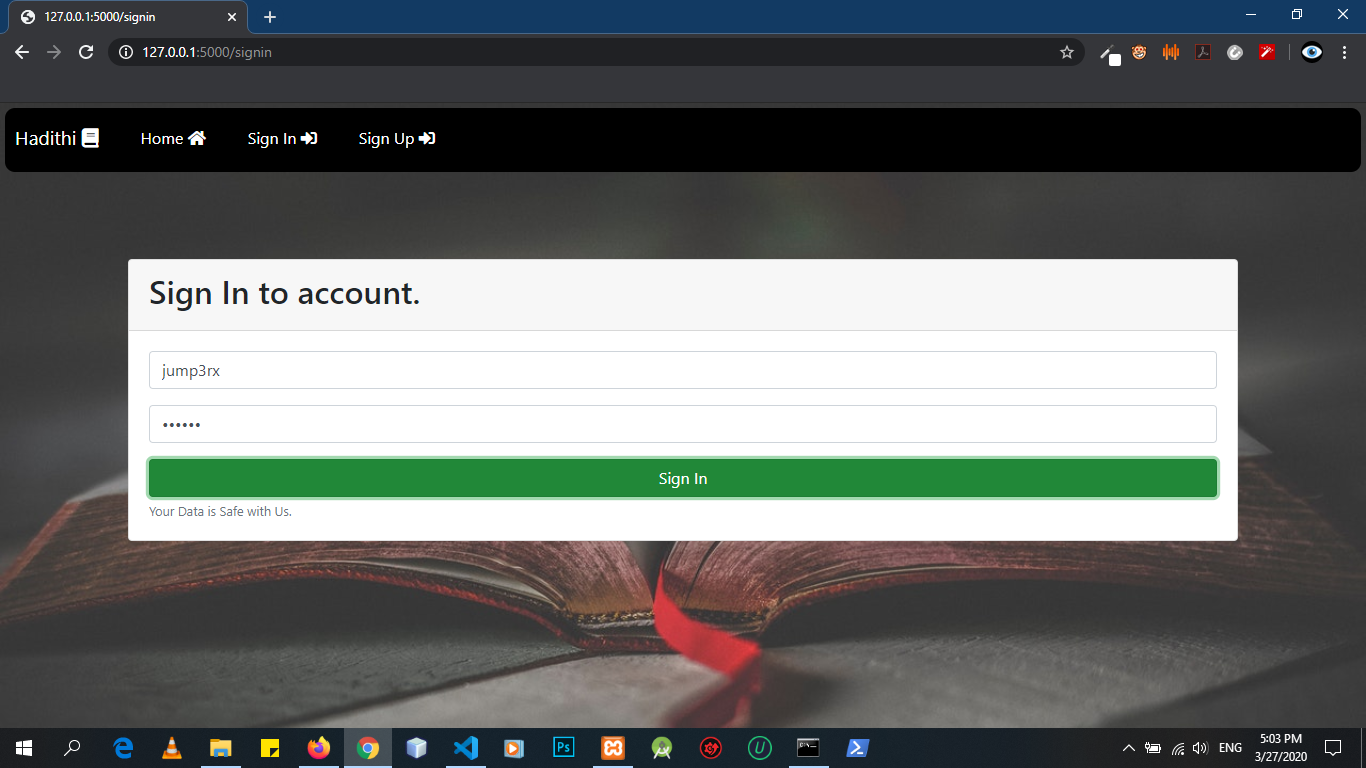 127.0.0.1:5000/signin
127.0.0.1:5000/signin
Hadithi Home Sign In Sign Up
Sign In to account.
jump3rx
••••••
Sign In
Your Data is Safe with Us.
Ps
U
ENG
5:03 PM
3/27/2020